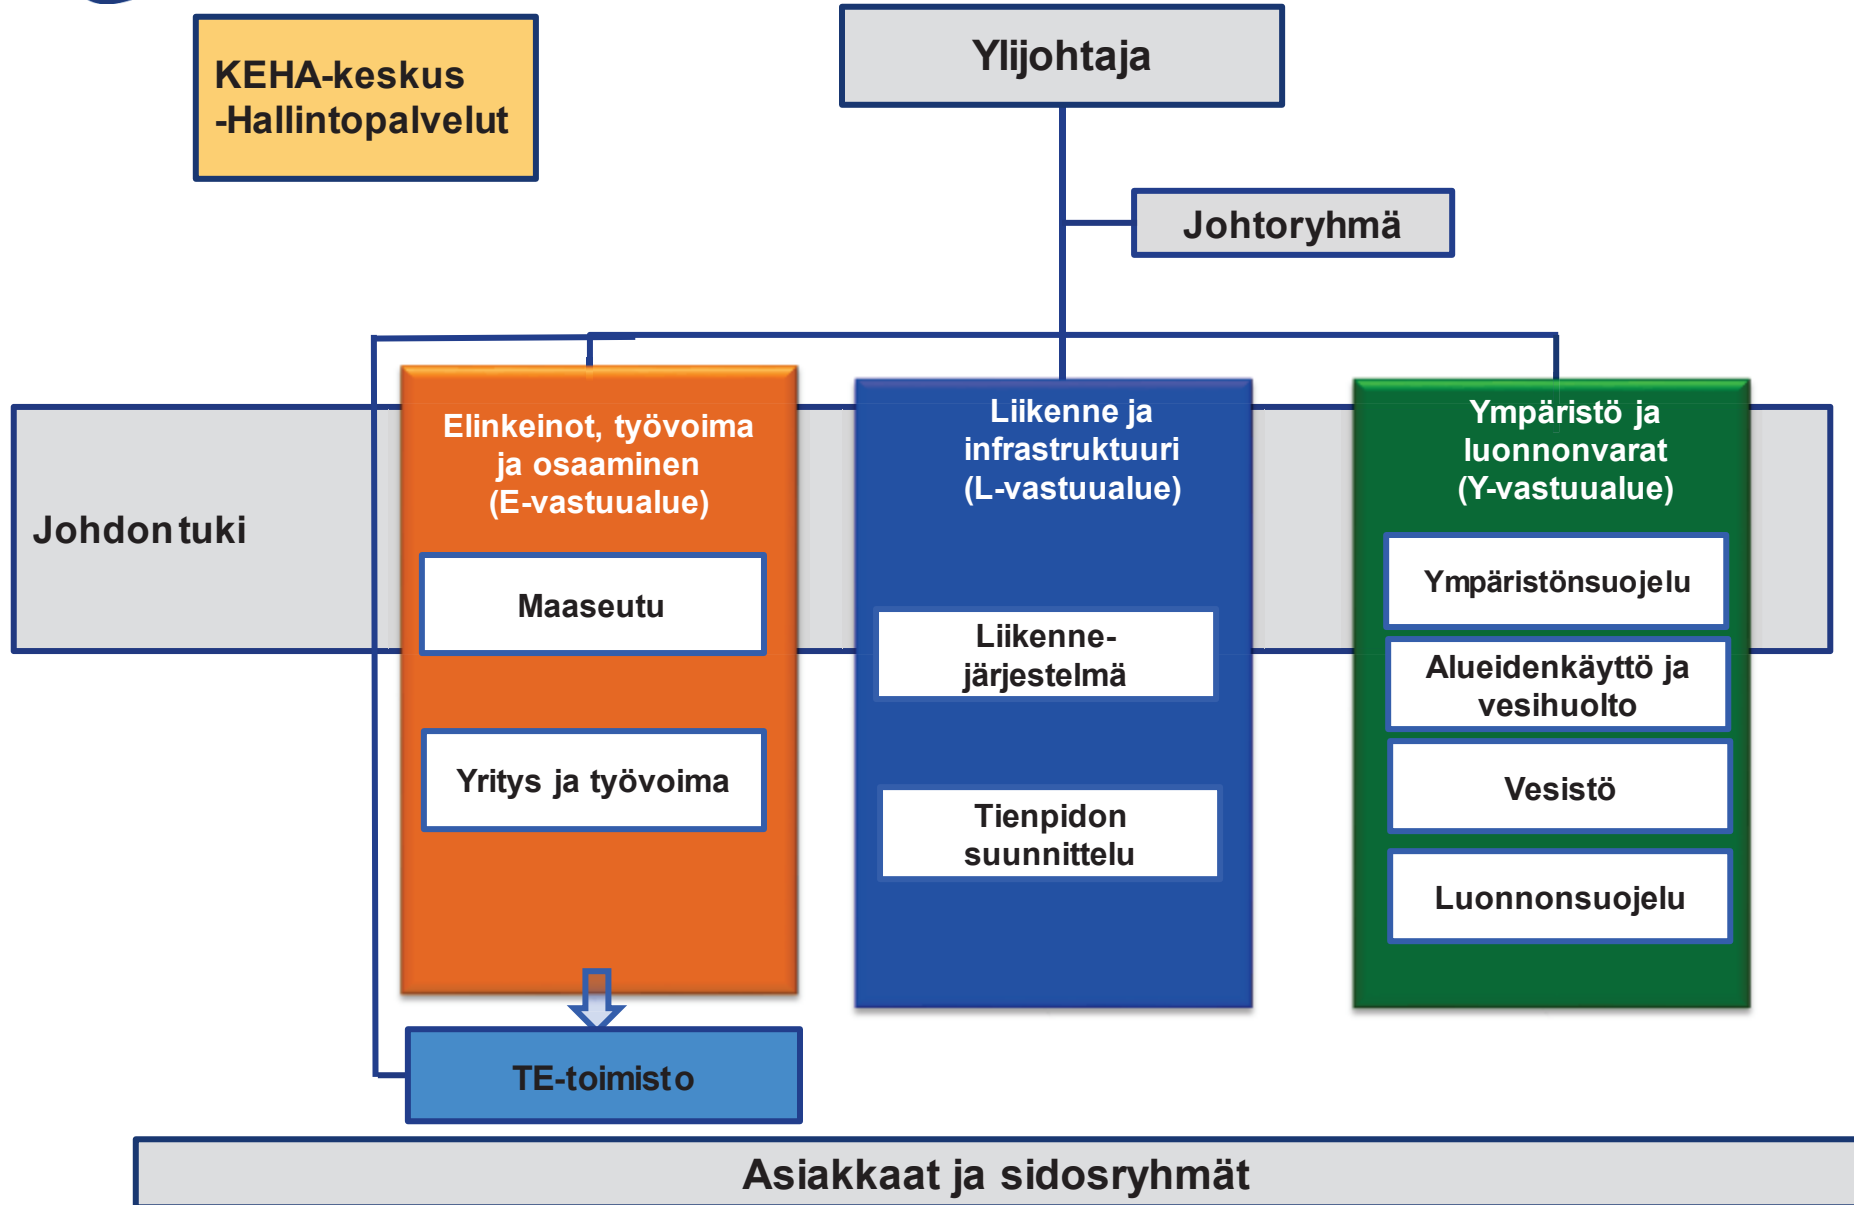 KEHA-keskus
-Hallintopalvelut
Ylijohtaja
Johtoryhmä
Johdon tuki
Elinkeinot, työvoima
ja osaaminen
(E-vastuualue)
Maaseutu
Yritys ja työvoima
TE-toimisto
Liikenne ja
infrastruktuuri
(L-vastuualue)
Liikenne-
järjestelmä
Tienpidon
suunnittelu
Ympäristö ja
luonnonvarat
(Y-vastuualue)
Ympäristönsuojelu
Alueidenkäyttö ja
vesihuolto
Vesistö
Luonnonsuojelu
Asiakkaat ja sidosryhmät